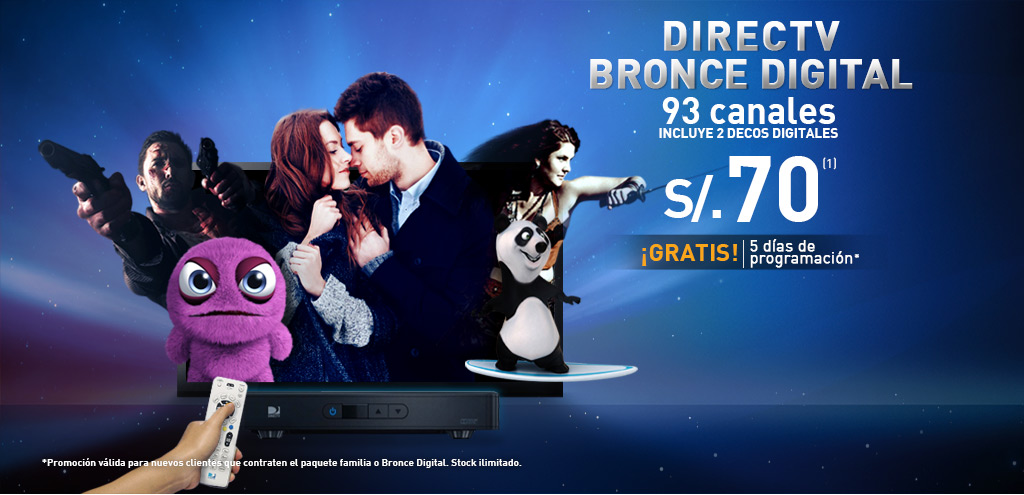 DIRECTV
BRONCE DIGITAL
93 canales
INCLUYE 2 DECOS DIGITALES
S/.70(1)
¡GRATIS! 5 días de
programación*
*Promoción válida para nuevos clientes que contraten el paquete familia o Bronce Digital. Stock ilimitado.